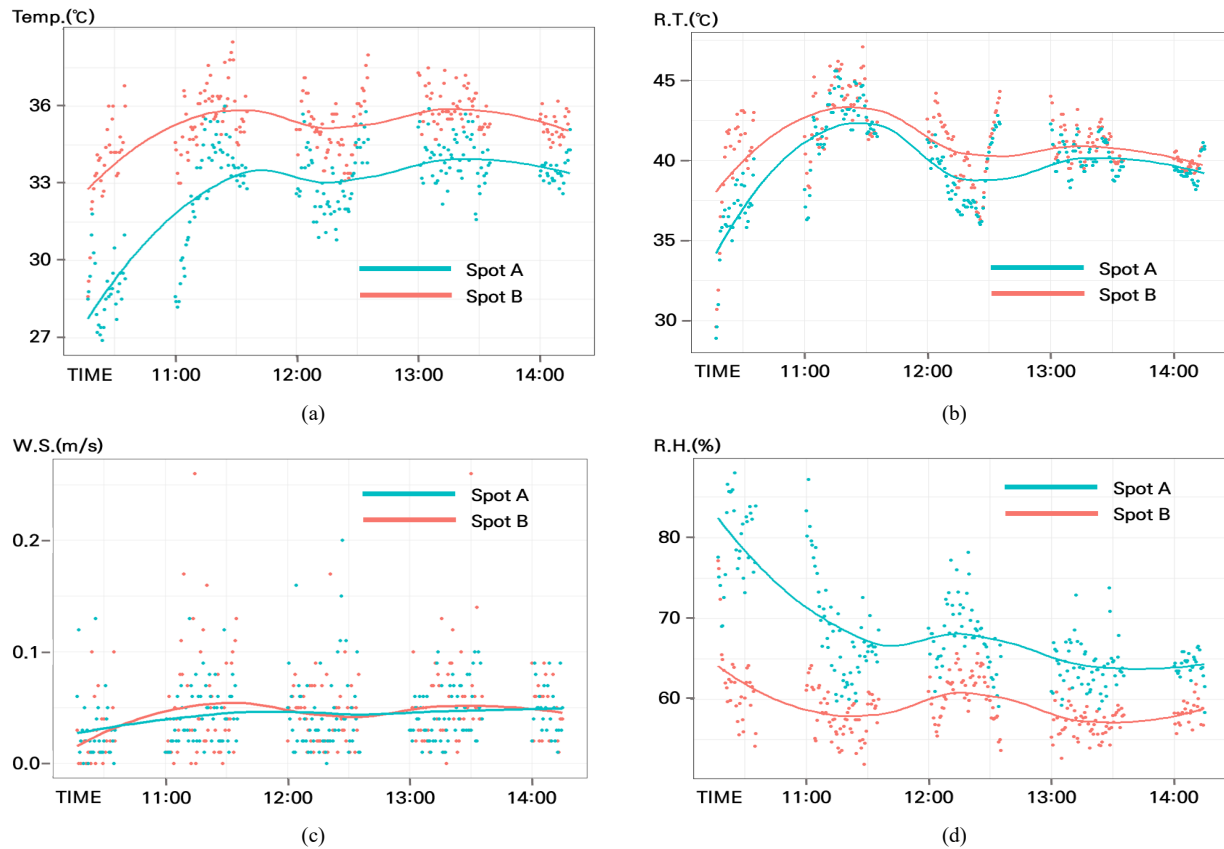 Temp.(℃)
36
33
30
27
Spot A
Spot B
TIME 11:00 12:00 13:00 14:00
(a)
R.T.(℃)
45
40
35
30
Spot A
Spot B
TIME 11:00 12:00 13:00 14:00
(b)
W.S.(m/s)
0.2
0.1
0.0
Spot A
Spot B
TIME 11:00 12:00 13:00 14:00
(c)
R.H.(%)
80
70
60
Spot A
Spot B
TIME 11:00 12:00 13:00 14:00
(d)